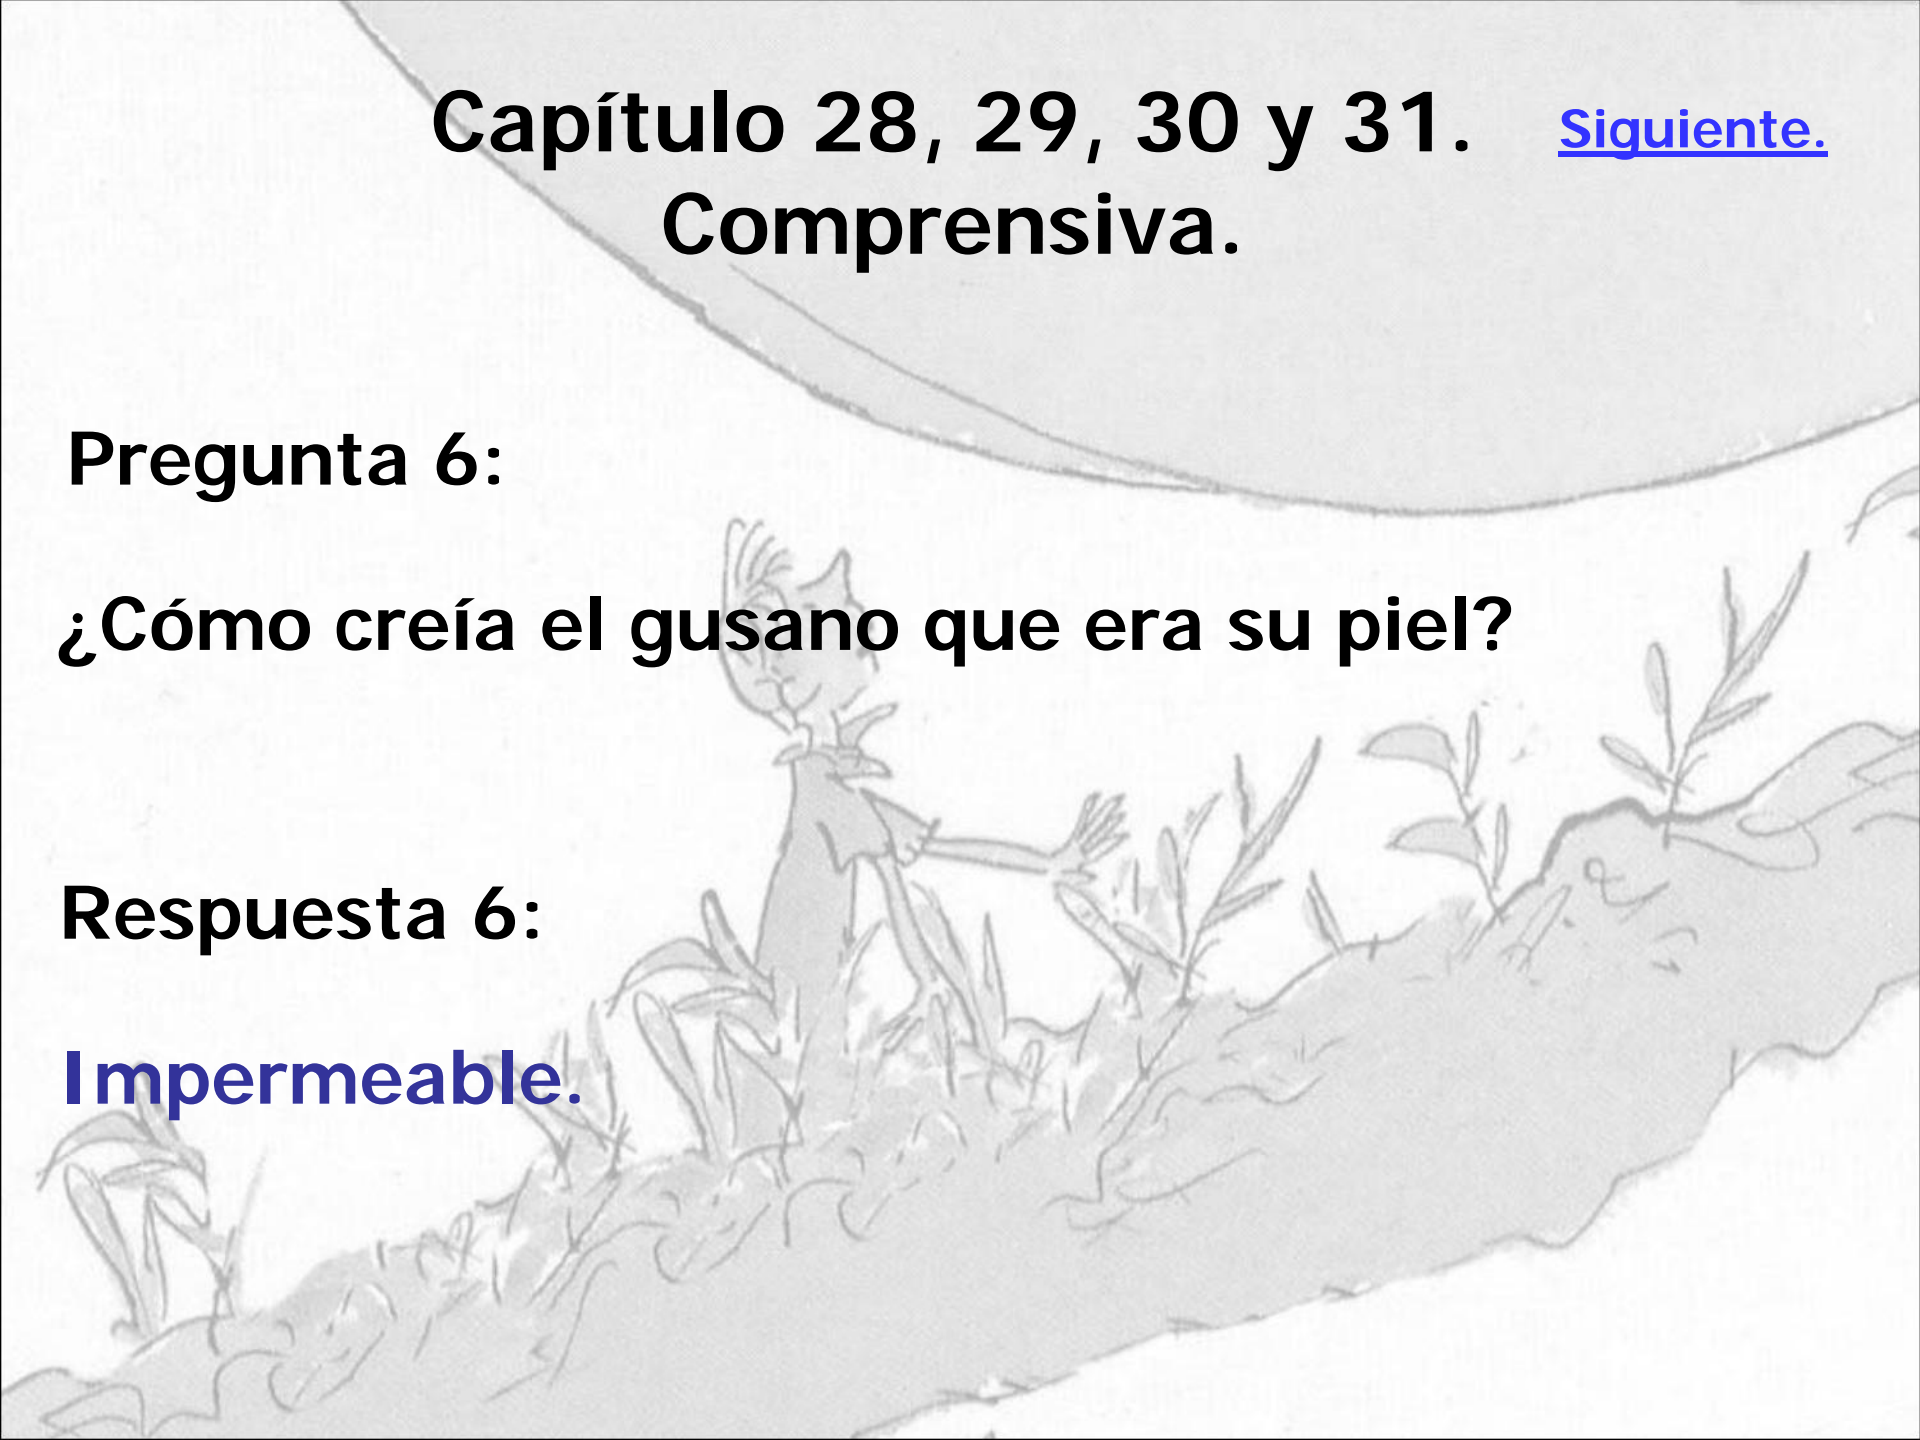 Capítulo 28, 29, 30 y 31.
Comprensiva.
Siguiente.
Pregunta 6:
¿Cómo creía el gusano que era su piel?
Respuesta 6:
Impermeable.